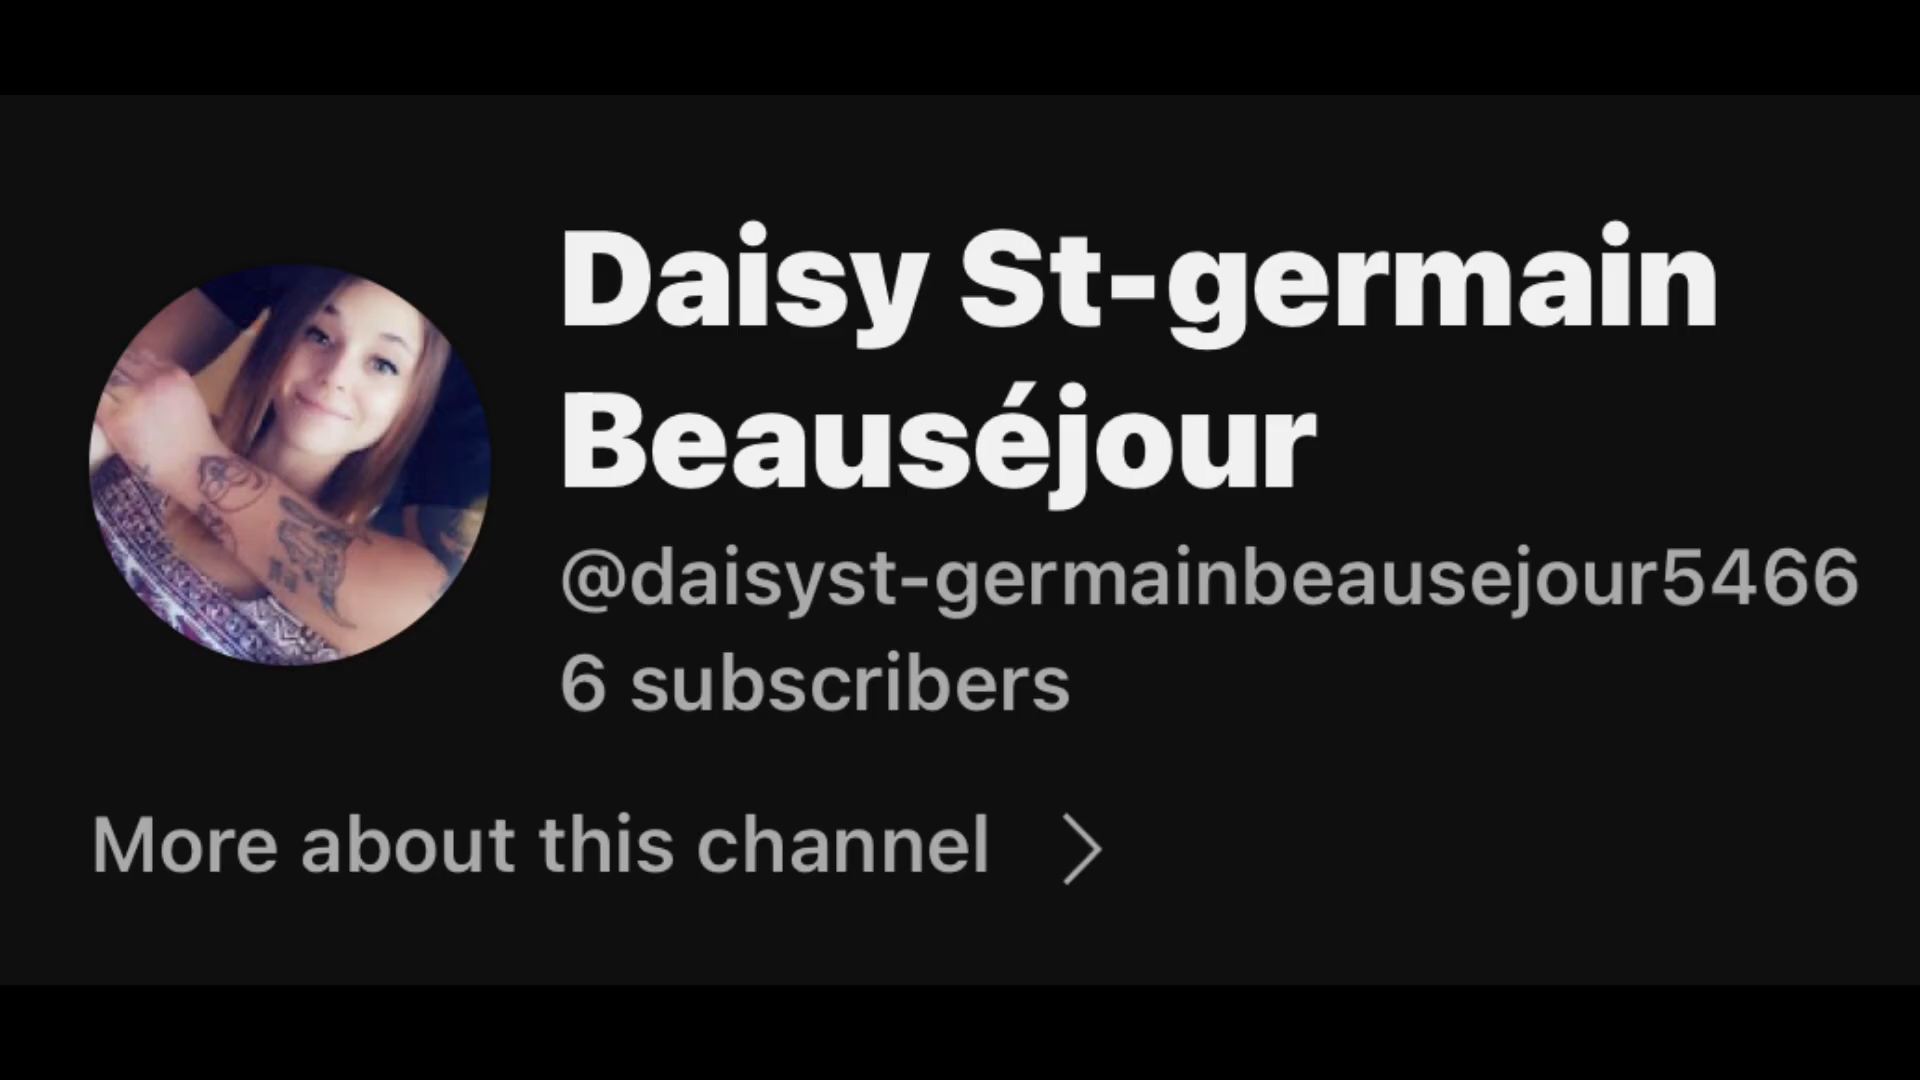 Daisy St-germain
Beauséjour
@daisyst-germainbeausejour5466
6 subscribers
More about this channel